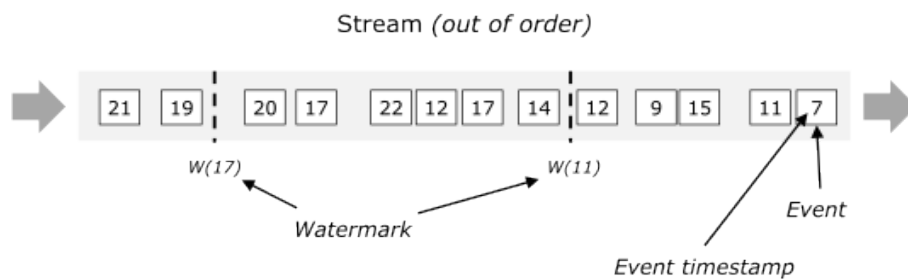 Stream (out of order)
21 19 20 17 22 12 17 14 12 9 15 11 7
W(17) W(11)
Watermark
Event
Event timestamp